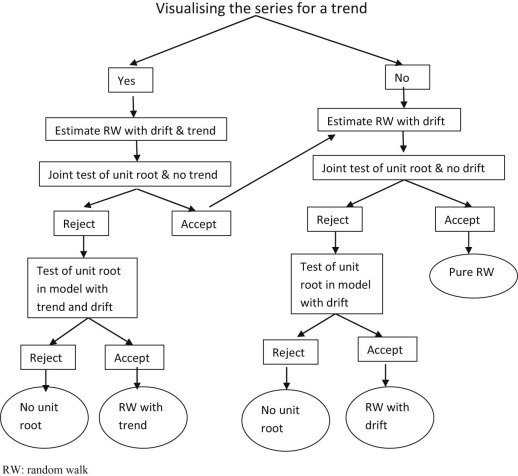 Visualising the series for a trend
Yes
No
Estimate RW with drift & trend
Estimate RW with drift
Joint test of unit root & no trend
Joint test of unit root & no drift
Reject
Accept
Reject
Accept
Test of unit root
in model with
trend and drift
Test of unit
root in model
with drift
Pure RW
Reject
Accept
Reject
Accept
No unit
root
RW with
trend
No unit
root
RW with
drift
RW: random walk